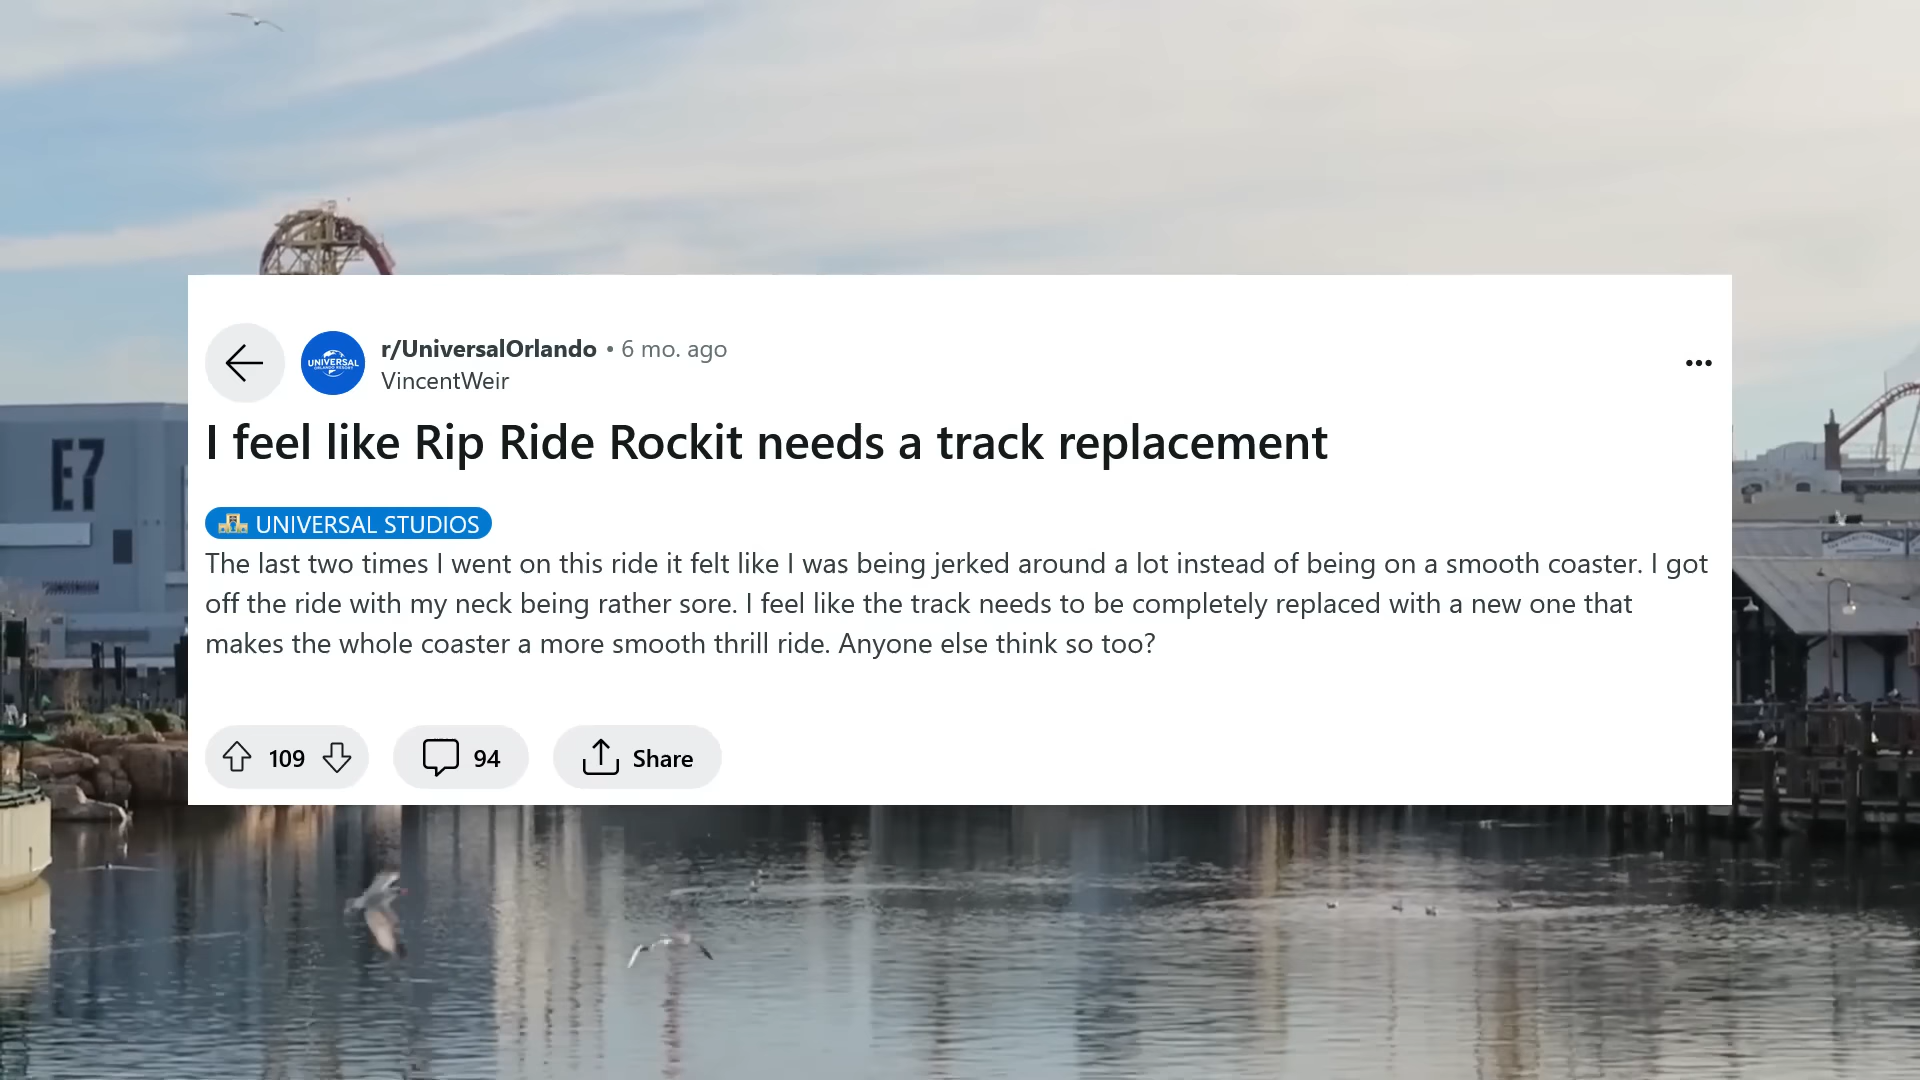 r/UniversalOrlando • 6 mo. ago
VincentWeir
UNIVERSAL
ORLANDO RESORT
I feel like Rip Ride Rockit needs a track replacement
UNIVERSAL STUDIOS
The last two times I went on this ride it felt like I was being jerked around a lot instead of being on a smooth coaster. I got
off the ride with my neck being rather sore. I feel like the track needs to be completely replaced with a new one that
makes the whole coaster a more smooth thrill ride. Anyone else think so too?
109
94
Share
E7